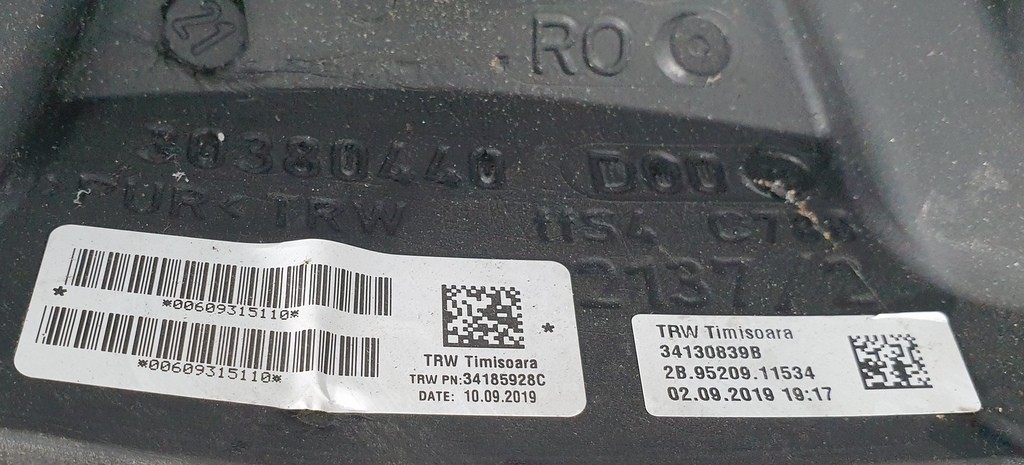 21
RO
30380440 D00
PUR< TRW
*00609315110*
*00609315110*
TRW Timisoara
TRW PN:34185928C
DATE: 10.09.2019
TRW Timisoara
34130839B
2B.95209.11534
02.09.2019 19:17